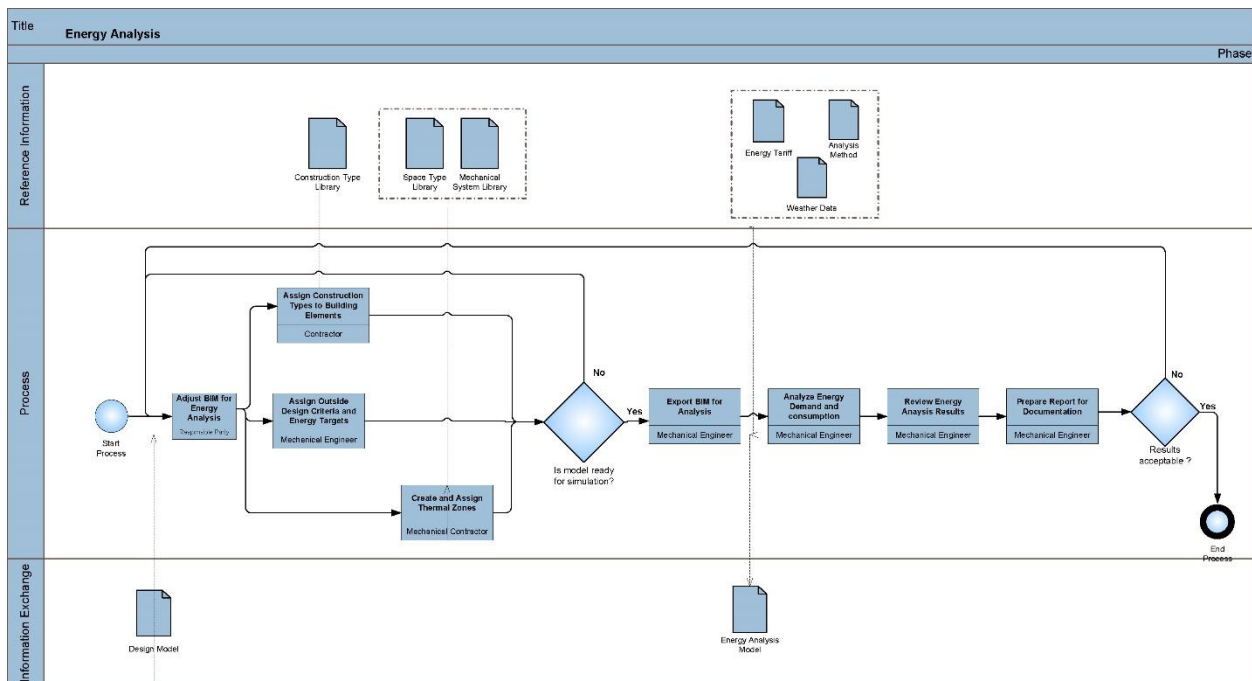 Title
Energy Analysis
Phase
Reference Information
Construction Type
Library
Space Type
Library
Mechanical
System Library
Energy Tariff
Analysis
Method
Weather Data
Process
Start
Process
Adjust BIM for
Energy
Analysis
Responsible Party
Assign Construction
Types to Building
Elements
Contractor
Assign Outside
Design Criteria and
Energy Targets
Mechanical Engineer
Create and Assign
Thermal Zones
Mechanical Contractor
No
Yes
Is model ready
for simulation?
Export BIM for
Analysis
Mechanical Engineer
Analyze Energy
Demand and
consumption
Mechanical Engineer
Review Energy
Anaysis Results
Mechanical Engineer
Prepare Report for
Documentation
Mechanical Engineer
No
Yes
Results
acceptable ?
End
Process
Information Exchange
Design Model
Energy Analysis
Model